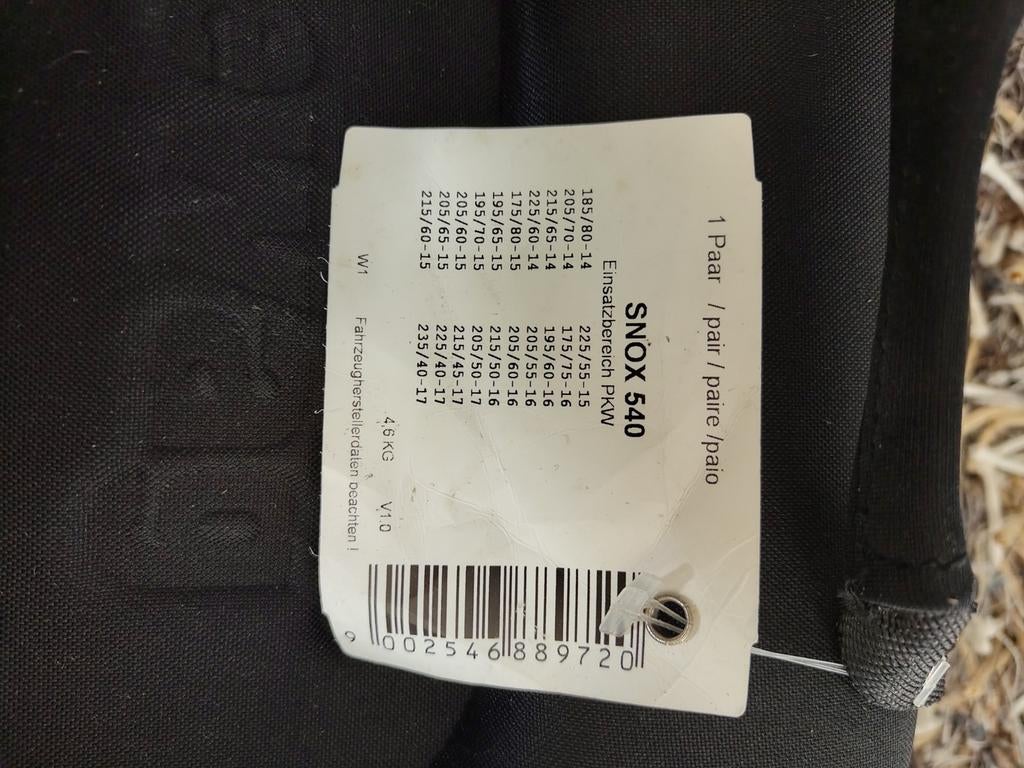 1 Paar / pair / paire /paio
SNOX 540
Einsatzbereich PKW
185/80-14 225/55-15
205/70-14 175/75-16
215/65-14 195/60-16
225/60-14 205/55-16
175/80-15 205/60-16
195/65-15 215/50-16
195/70-15 205/50-17
205/60-15 215/45-17
205/65-15 225/40-17
215/60-15 235/40-17
4,6 KG V1.0
W1 Fahrzeugherstellerdaten beachten !
0 002546 889720